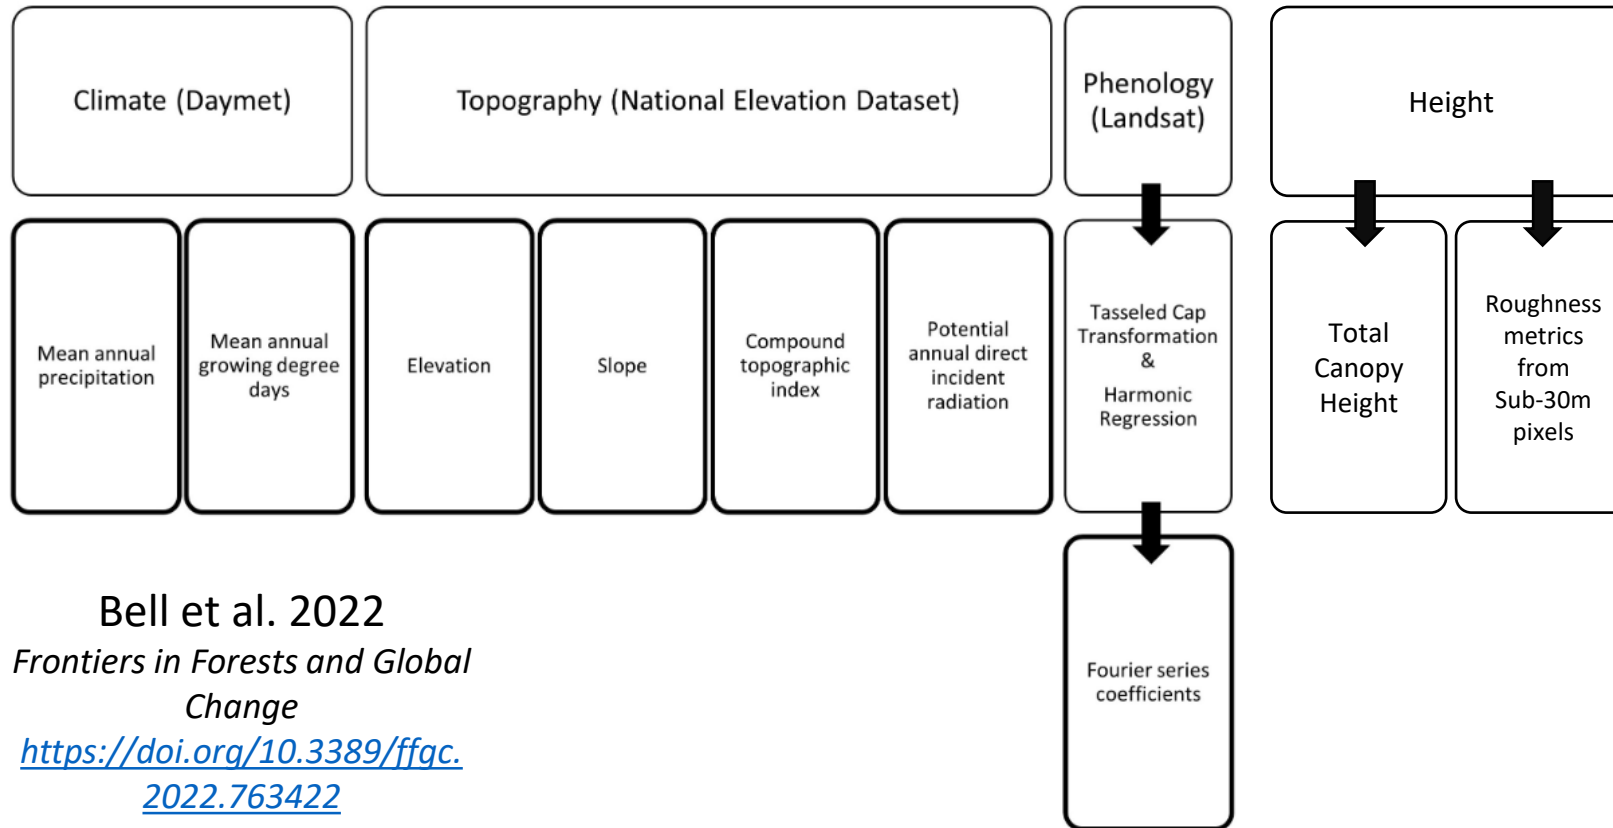 Climate (Daymet)
Topography (National Elevation Dataset)
Phenology
(Landsat)
Height
Mean annual
precipitation
Mean annual
growing degree
days
Elevation
Slope
Compound
topographic
index
Potential
annual direct
incident
radiation
Tasseled Cap
Transformation
&
Harmonic
Regression
Total
Canopy
Height
Roughness
metrics
from
Sub-30m
pixels
Fourier series
coefficients
Bell et al. 2022
Frontiers in Forests and Global
Change
https://doi.org/10.3389/ffgc.
2022.763422